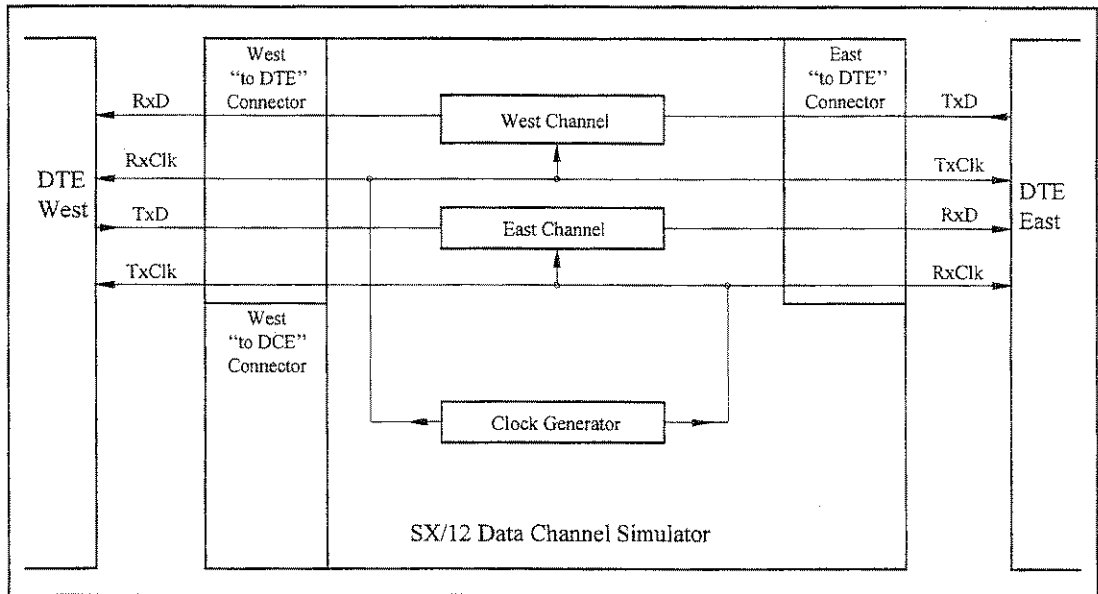 West
"to DTE"
Connector
East
"to DTE"
Connector
RxD
West Channel
TxD
RxClk
TxClk
DTE
West
DTE
East
TxD
East Channel
RxD
TxClk
RxClk
West
"to DCE"
Connector
Clock Generator
SX/12 Data Channel Simulator